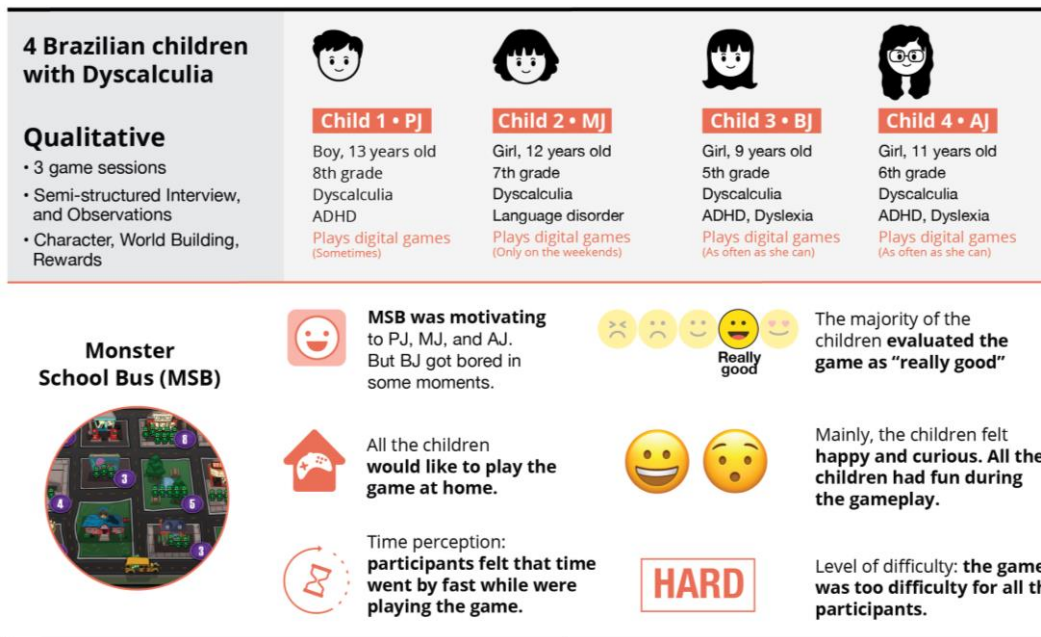 4 Brazilian children
with Dyscalculia
Qualitative
• 3 game sessions
• Semi-structured Interview,
and Observations
• Character, World Building,
Rewards
Child 1 • PJ
Boy, 13 years old
8th grade
Dyscalculia
ADHD
Plays digital games
(Sometimes)
Child 2 • MJ
Girl, 12 years old
7th grade
Dyscalculia
Language disorder
Plays digital games
(Only on the weekends)
Child 3 • BJ
Girl, 9 years old
5th grade
Dyscalculia
ADHD, Dyslexia
Plays digital games
(As often as she can)
Child 4 • AJ
Girl, 11 years old
6th grade
Dyscalculia
ADHD, Dyslexia
Plays digital games
(As often as she can)
Monster
School Bus (MSB)
8
3
4
5
3
MSB was motivating
to PJ, MJ, and AJ.
But BJ got bored in
some moments.
Really
good
The majority of the
children evaluated the
game as “really good”
All the children
would like to play the
game at home.
Mainly, the children felt
happy and curious. All the
children had fun during
the gameplay.
Time perception:
participants felt that time
went by fast while were
playing the game.
HARD
Level of difficulty: the game
was too difficulty for all th
participants.